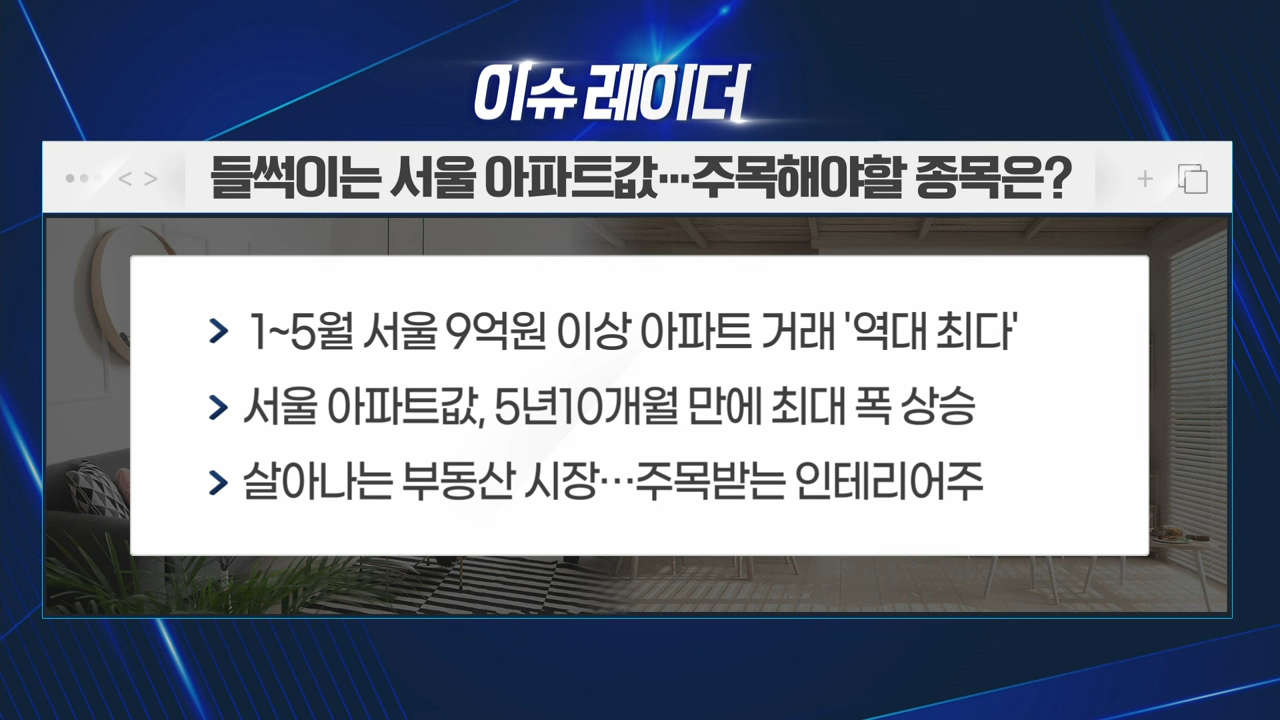 이슈 레이더
들썩이는 서울 아파트값…주목해야할 종목은?
1~5월 서울 9억원 이상 아파트 거래 '역대 최다'
서울 아파트값, 5년10개월 만에 최대 폭 상승
살아나는 부동산 시장…주목받는 인테리어주